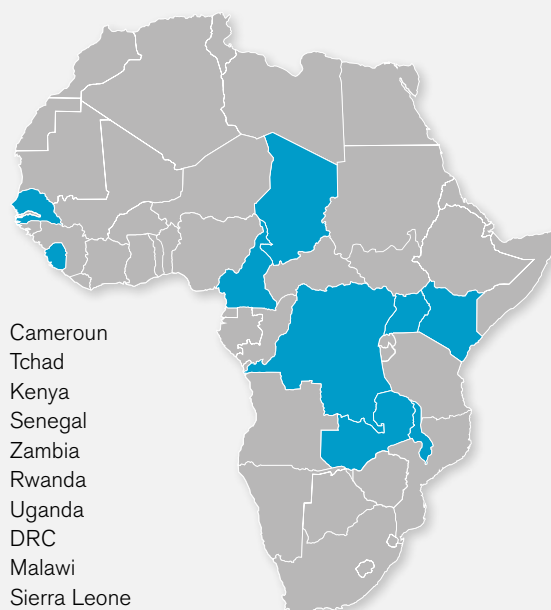 Cameroun
Tchad
Kenya
Senegal
Zambia
Rwanda
Uganda
DRC
Malawi
Sierra Leone